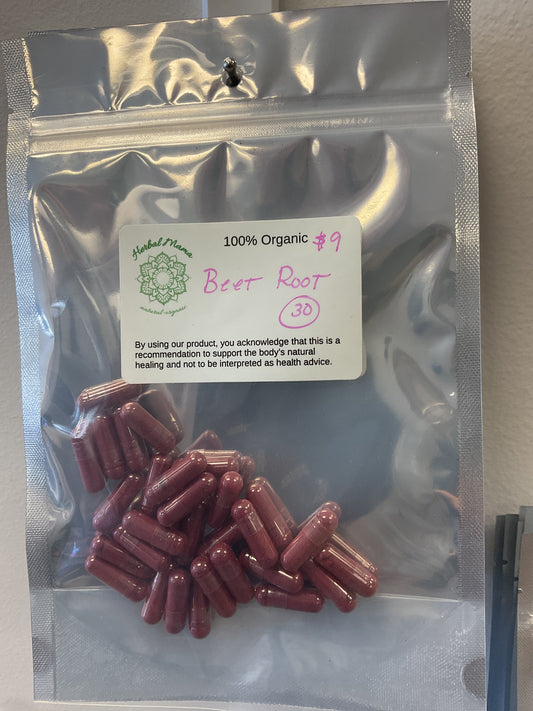 Herbal Mama
natural-organic
100% Organic $9
Beet Root
30
By using our product, you acknowledge that this is a
recommendation to support the body's natural
healing and not to be interpreted as health advice.